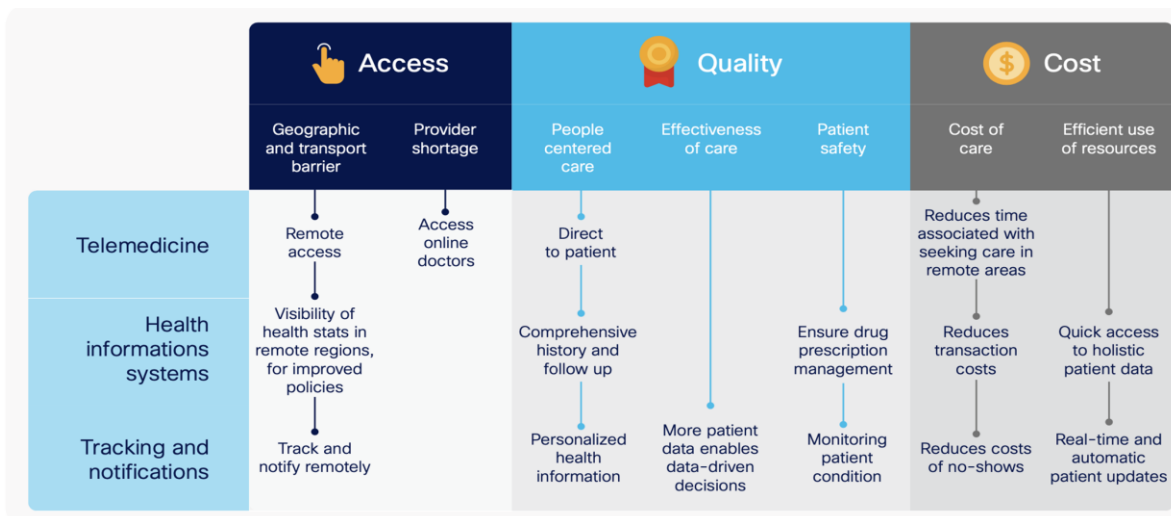 Access
Quality
Cost
Geographic
and transport
barrier
Provider
shortage
People
centered
care
Effectiveness
of care
Patient
safety
Cost of
care
Efficient use
of resources
Telemedicine
Remote
access
Access
online
doctors
Direct
to patient
Reduces time
associated with
seeking care in
remote areas
Health
informations
systems
Visibility of
health stats in
remote regions,
for improved
policies
Comprehensive
history and
follow up
Ensure drug
prescription
management
Reduces
transaction
costs
Quick access
to holistic
patient data
Tracking and
notifications
Track and
notify remotely
Personalized
health
information
More patient
data enables
data-driven
decisions
Monitoring
patient
condition
Reduces costs
of no-shows
Real-time and
automatic
patient updates